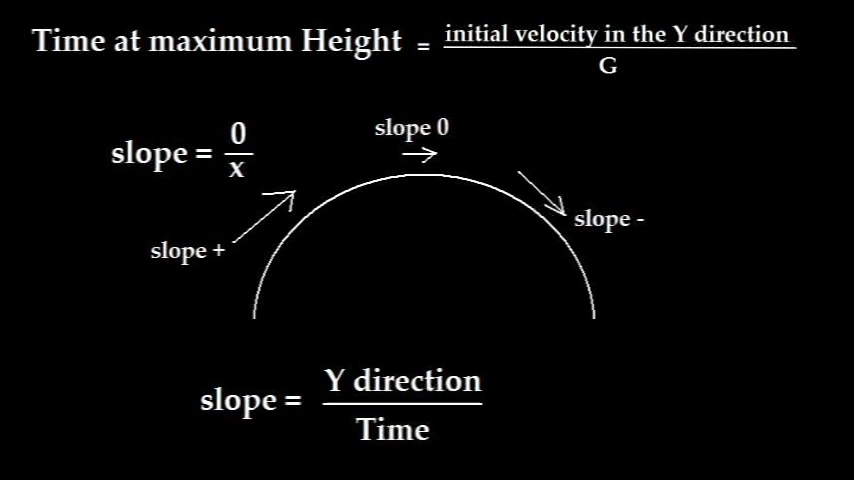 Time at maximum Height = initial velocity in the Y direction
G
slope = 0
x
slope 0
slope +
slope -
slope = Y direction
Time